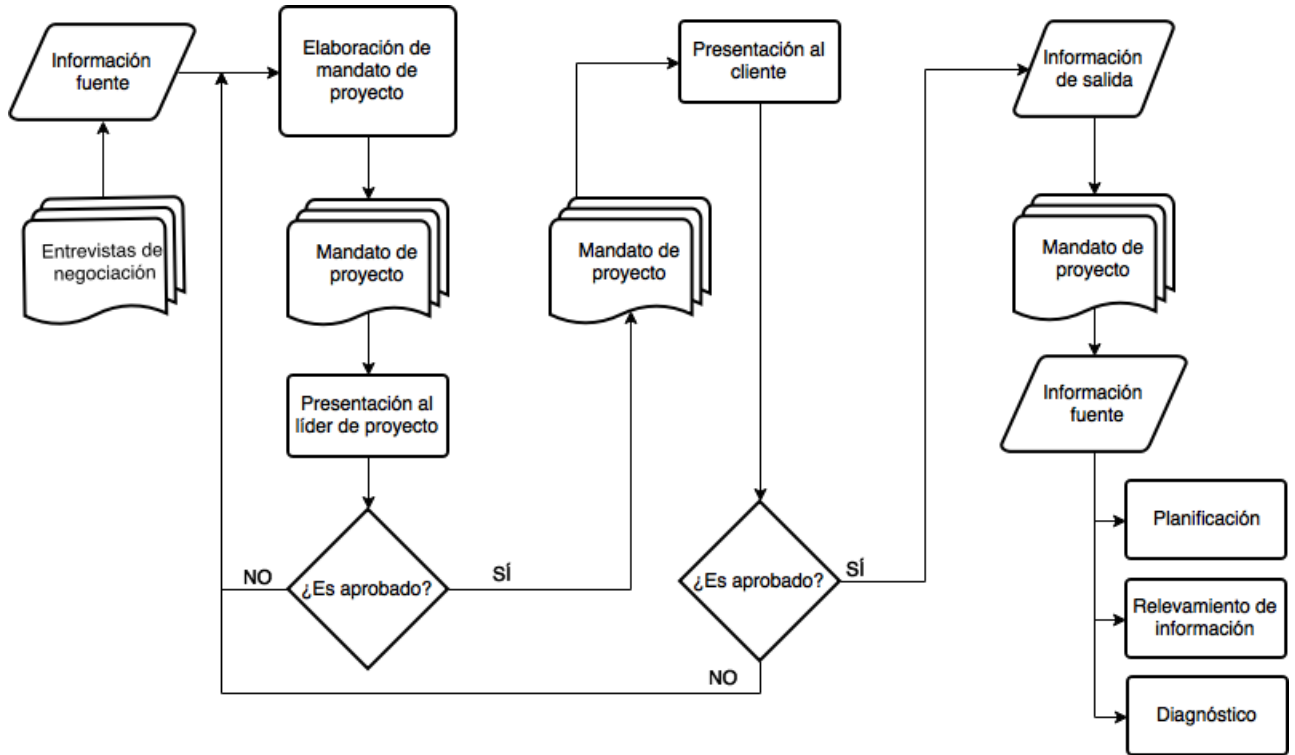 Información
fuente
Entrevistas de
negociación
Elaboración de
mandato de
proyecto
Mandato de
proyecto
Presentación al
líder de proyecto
¿Es aprobado?
NO
SÍ
Mandato de
proyecto
Presentación al
cliente
¿Es aprobado?
SÍ
NO
Información
de salida
Mandato de
proyecto
Información
fuente
Planificación
Relevamiento de
información
Diagnóstico